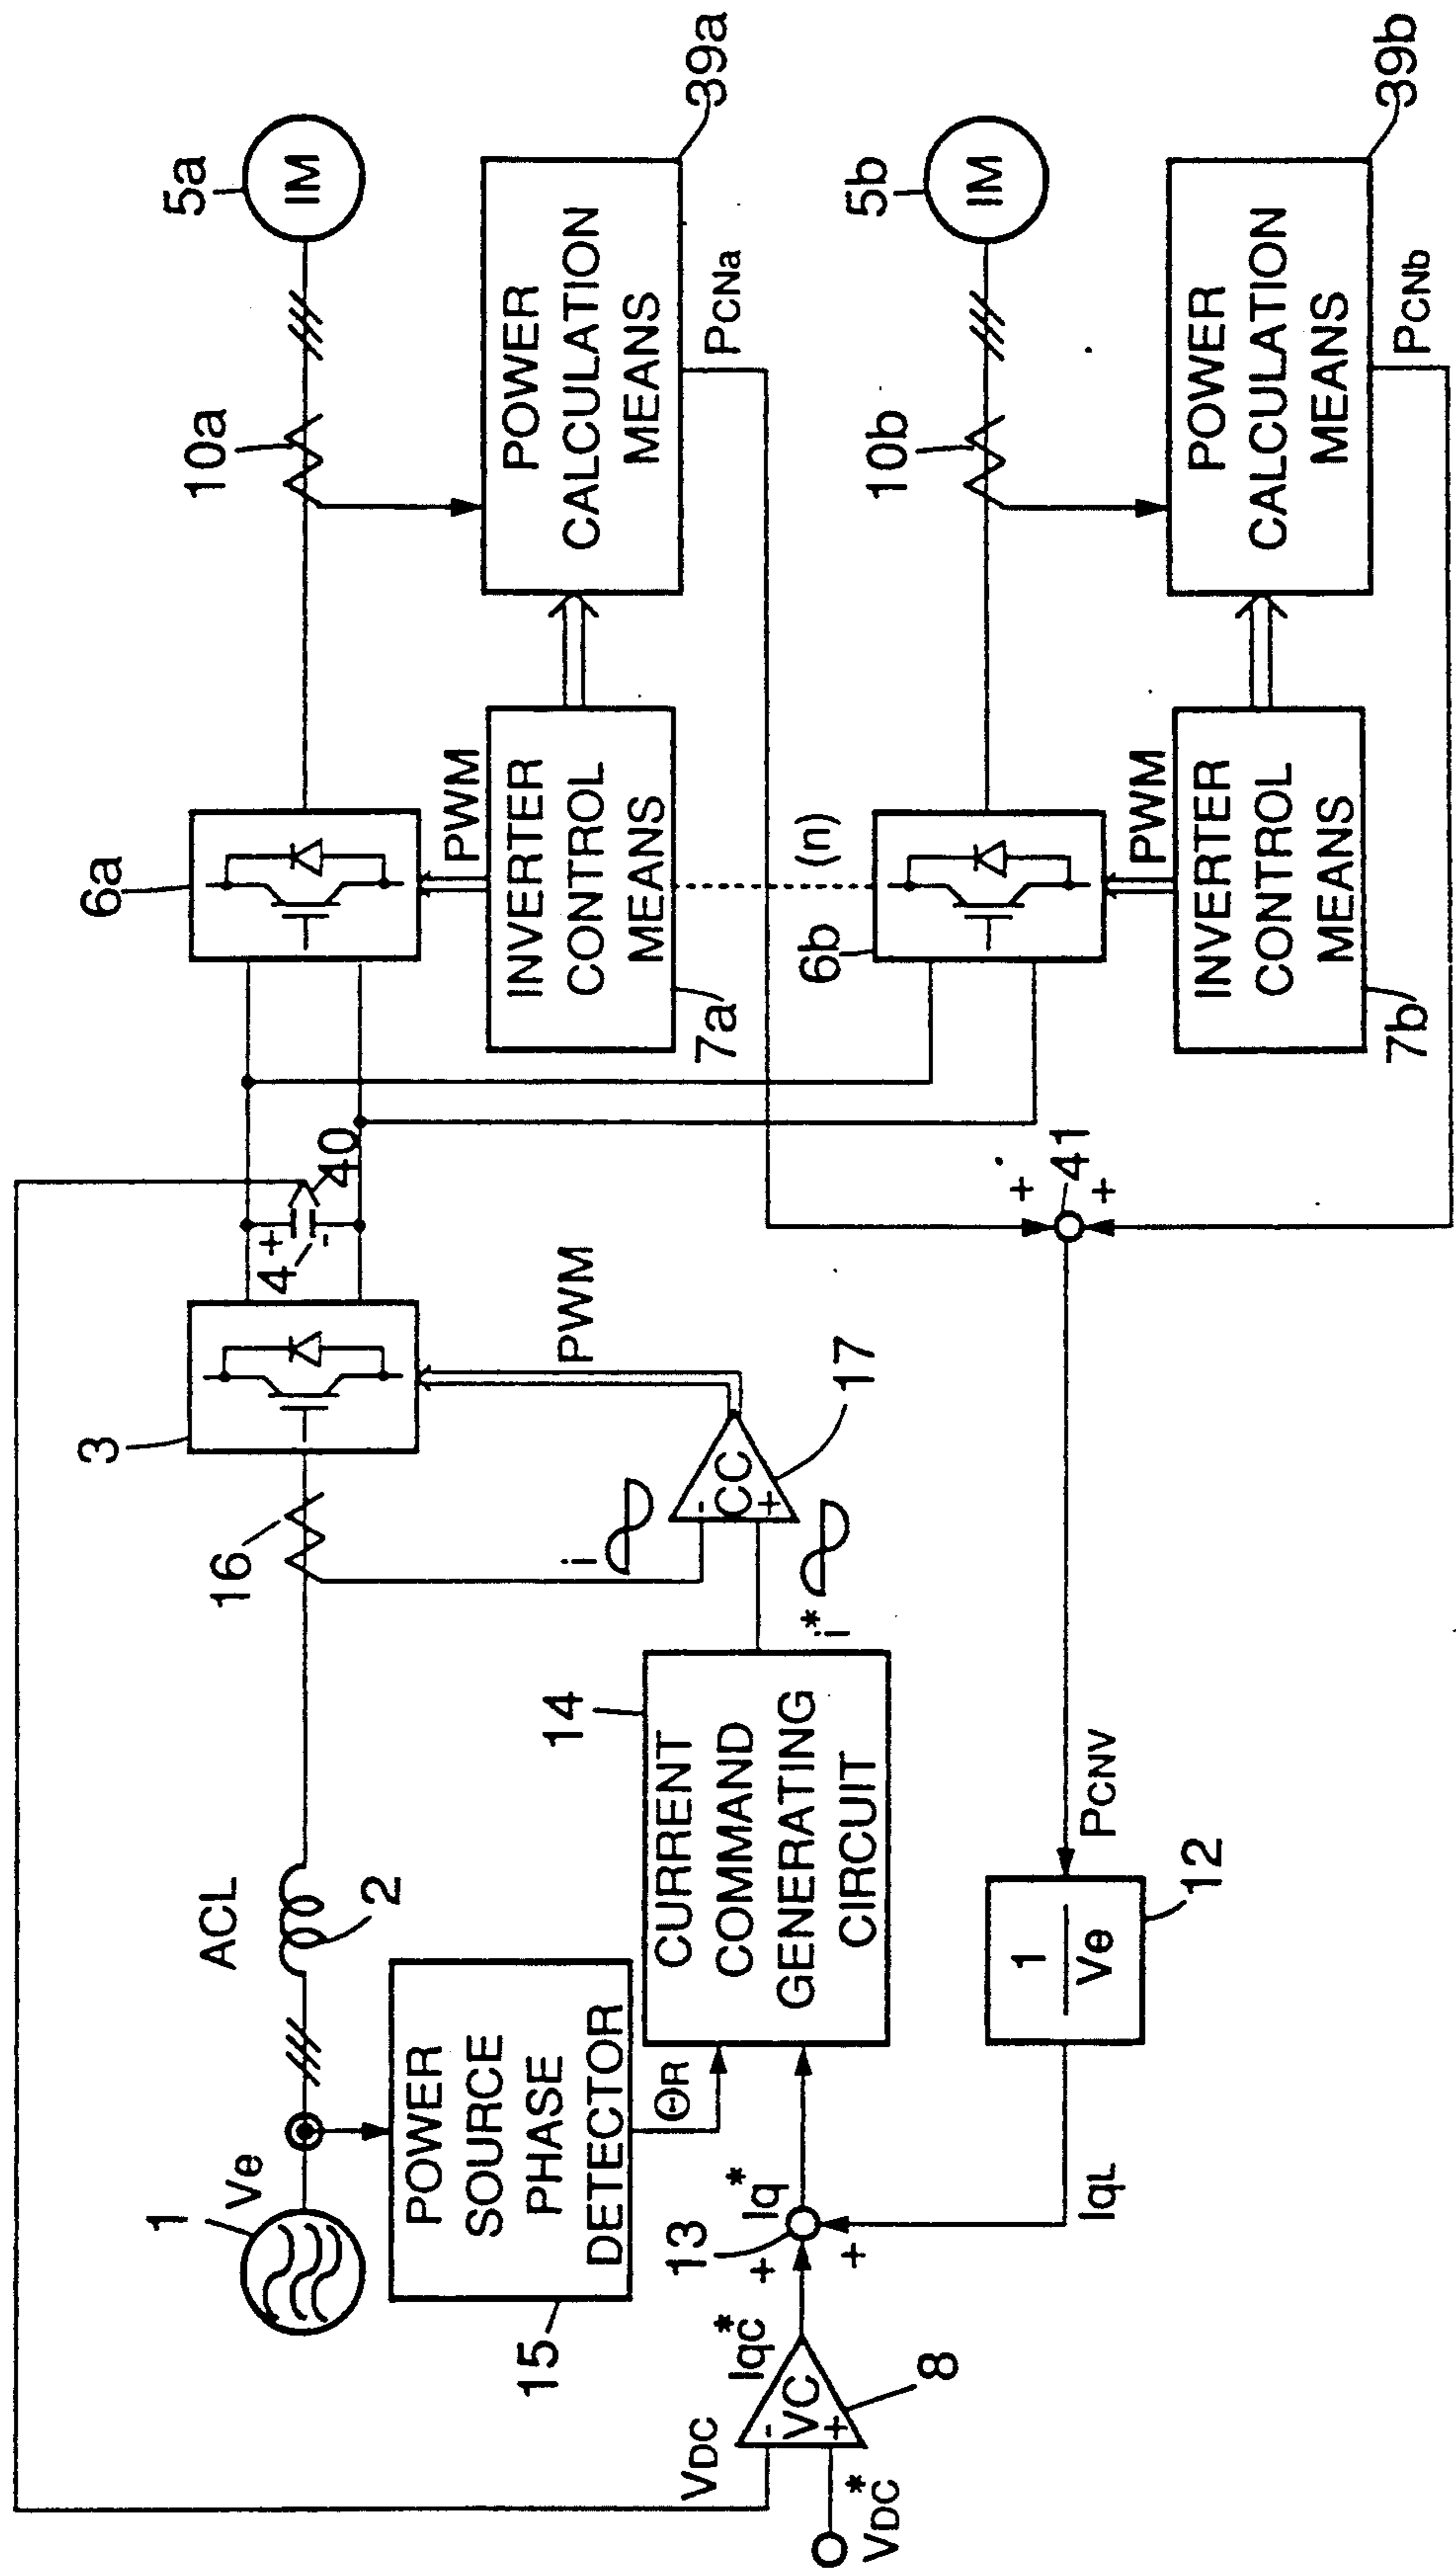 1
Ve
ACL
2
16
3
4
+
-
40
6a
10a
5a
IM
POWER
SOURCE
PHASE
DETECTOR
15
ΘR
CURRENT
COMMAND
GENERATING
CIRCUIT
14
i
i*
-
CC
+
17
PWM
PWM
INVERTER
CONTROL
MEANS
7a
POWER
CALCULATION
MEANS
39a
PCNa
(n)
6b
10b
5b
IM
PWM
INVERTER
CONTROL
MEANS
7b
POWER
CALCULATION
MEANS
39b
PCNb
VDC
VDC*
-
VC
+
8
Iqc*
13
+
+
Iq*
IqL
1
Ve
12
PCNV
+
+
41